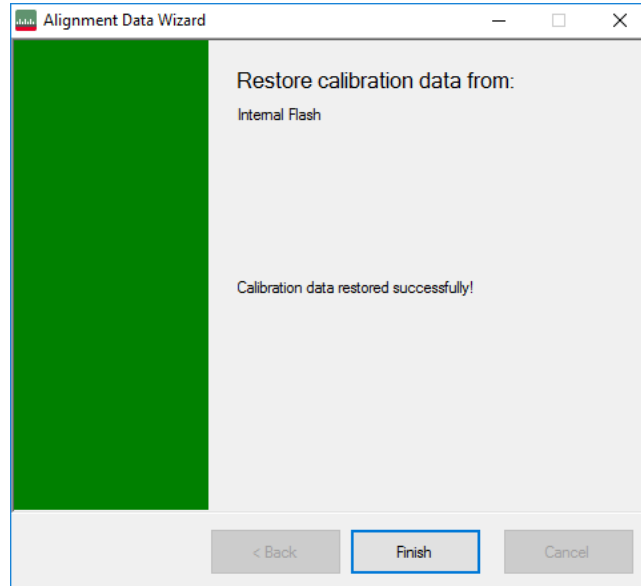 Alignment Data Wizard
Restore calibration data from:
Internal Flash
Calibration data restored successfully!
< Back
Finish
Cancel